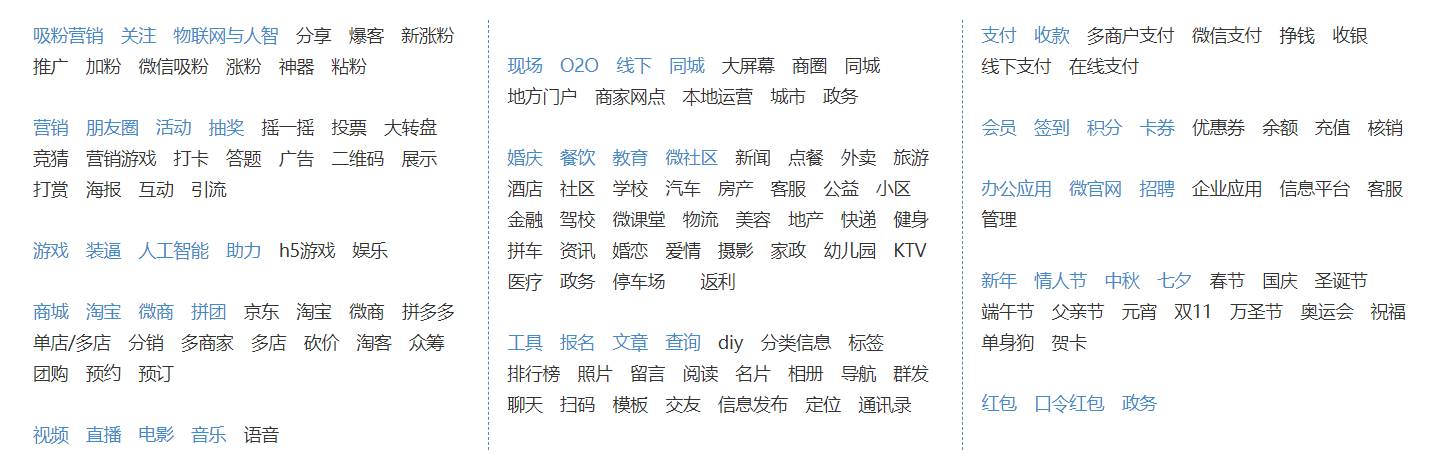 吸粉营销 关注 物联网与人智 分享 爆客 新涨粉
推广 加粉 微信吸粉 涨粉 神器 粘粉
营销 朋友圈 活动 抽奖 摇一摇 投票 大转盘
竞猜 营销游戏 打卡 答题 广告 二维码 展示
打赏 海报 互动 引流
游戏 装逼 人工智能 助力 h5游戏 娱乐
商城 淘宝 微商 拼团 京东 淘宝 微商 拼多多
单店/多店 分销 多商家 多店 砍价 淘客 众筹
团购 预约 预订
视频 直播 电影 音乐 语音
现场 O2O 线下 同城 大屏幕 商圈 同城
地方门户 商家网点 本地运营 城市 政务
婚庆 餐饮 教育 微社区 新闻 点餐 外卖 旅游
酒店 社区 学校 汽车 房产 客服 公益 小区
金融 驾校 微课堂 物流 美容 地产 快递 健身
拼车 资讯 婚恋 爱情 摄影 家政 幼儿园 KTV
医疗 政务 停车场 返利
工具 报名 文章 查询 diy 分类信息 标签
排行榜 照片 留言 阅读 名片 相册 导航 群发
聊天 扫码 模板 交友 信息发布 定位 通讯录
支付 收款 多商户支付 微信支付 挣钱 收银
线下支付 在线支付
会员 签到 积分 卡券 优惠券 余额 充值 核销
办公应用 微官网 招聘 企业应用 信息平台 客服
管理
新年 情人节 中秋 七夕 春节 国庆 圣诞节
端午节 父亲节 元宵 双11 万圣节 奥运会 祝福
单身狗 贺卡
红包 口令红包 政务